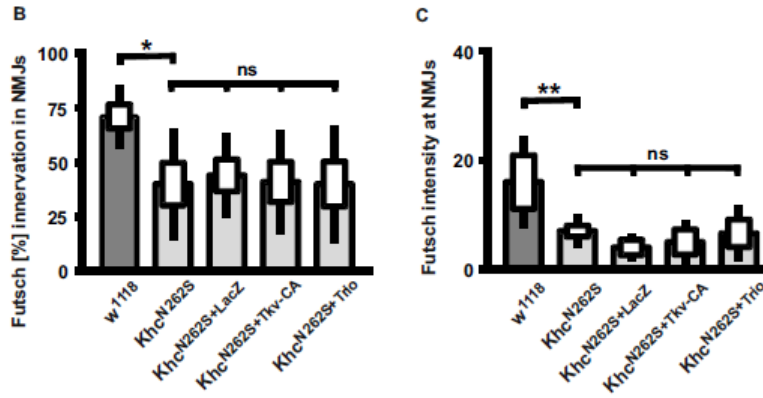 B
Futsch [%] innervation in NMJs
100
75
50
25
0
*
ns
w1118
KhcN262S
KhcN262S+LacZ
KhcN262S+Tkv-CA
KhcN262S+Trio
C
Futsch intensity at NMJs
40
20
0
**
ns
w1118
KhcN262S
KhcN262S+LacZ
KhcN262S+Tkv-CA
KhcN262S+Trio